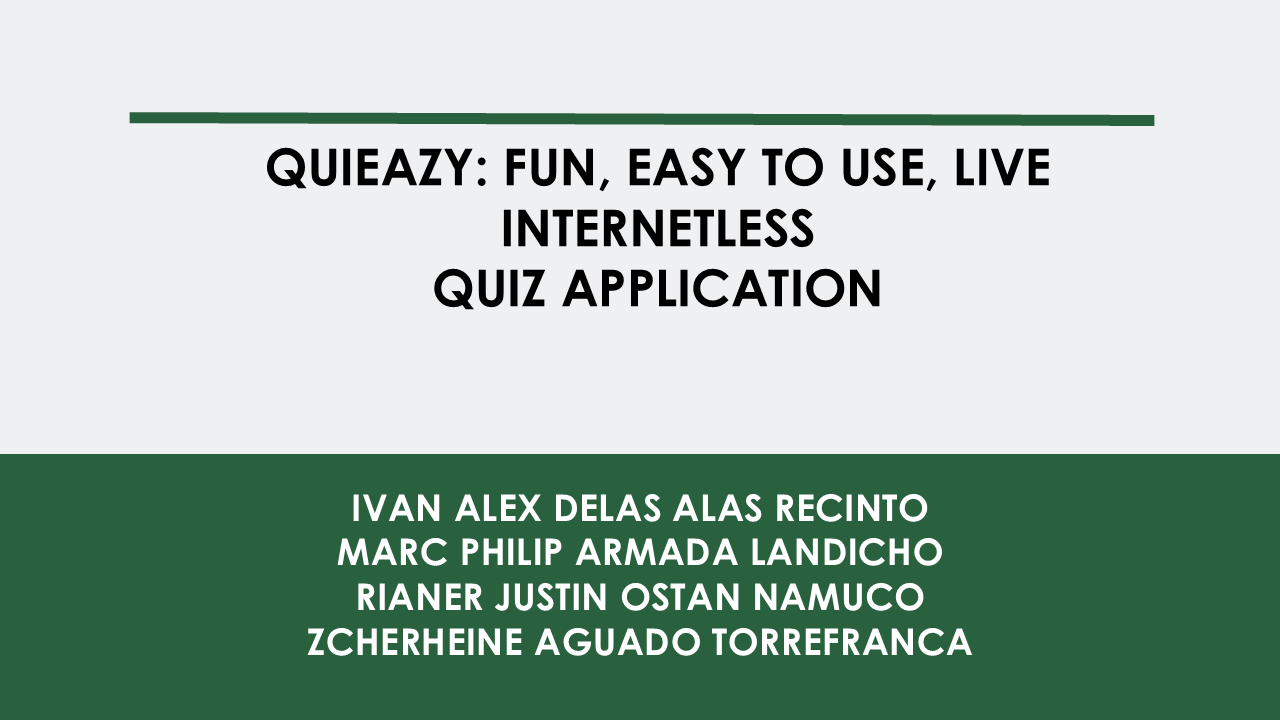 QUIEAZY: FUN, EASY TO USE, LIVE
INTERNETLESS
QUIZ APPLICATION
IVAN ALEX DELAS ALAS RECINTO
MARC PHILIP ARMADA LANDICHO
RIANER JUSTIN OSTAN NAMUCO
ZCHERHEINE AGUADO TORREFRANCA